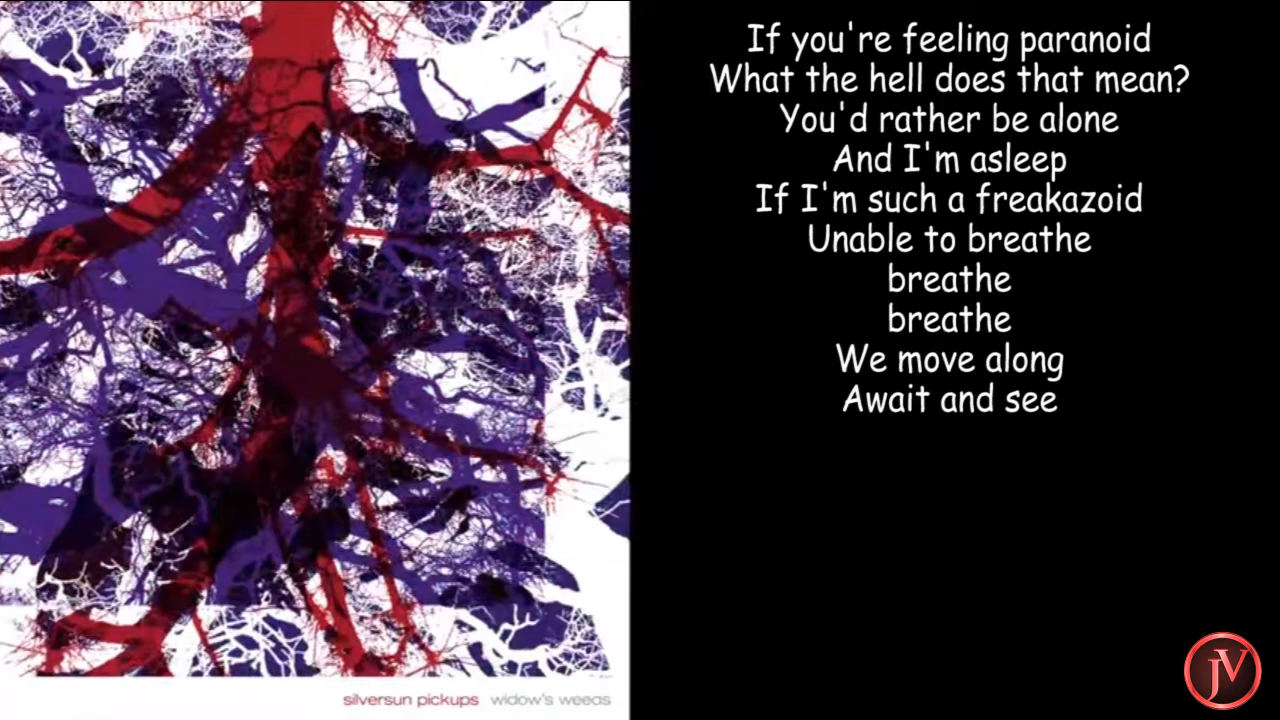 If you're feeling paranoid
What the hell does that mean?
You'd rather be alone
And I'm asleep
If I'm such a freakazoid
Unable to breathe
breathe
breathe
We move along
Await and see
silversun pickups widow's weeds
JV